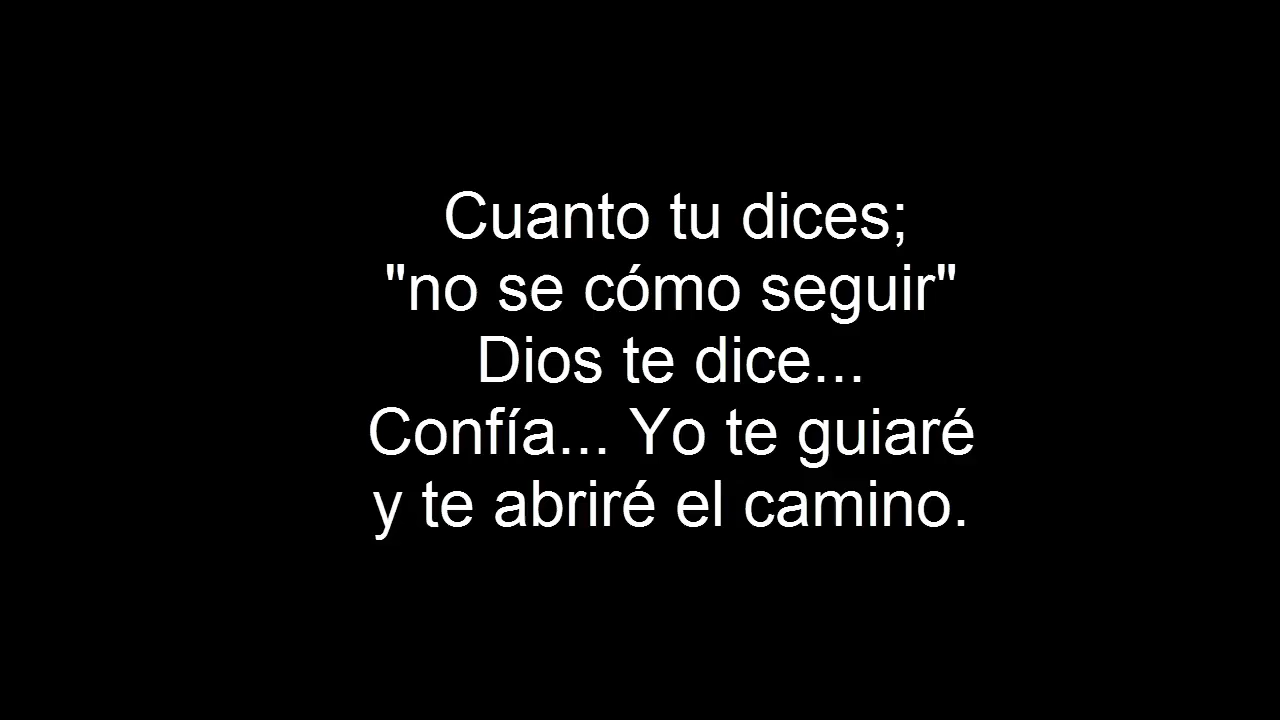 Cuanto tu dices;
"no se cómo seguir"
Dios te dice...
Confía... Yo te guiaré
y te abriré el camino.